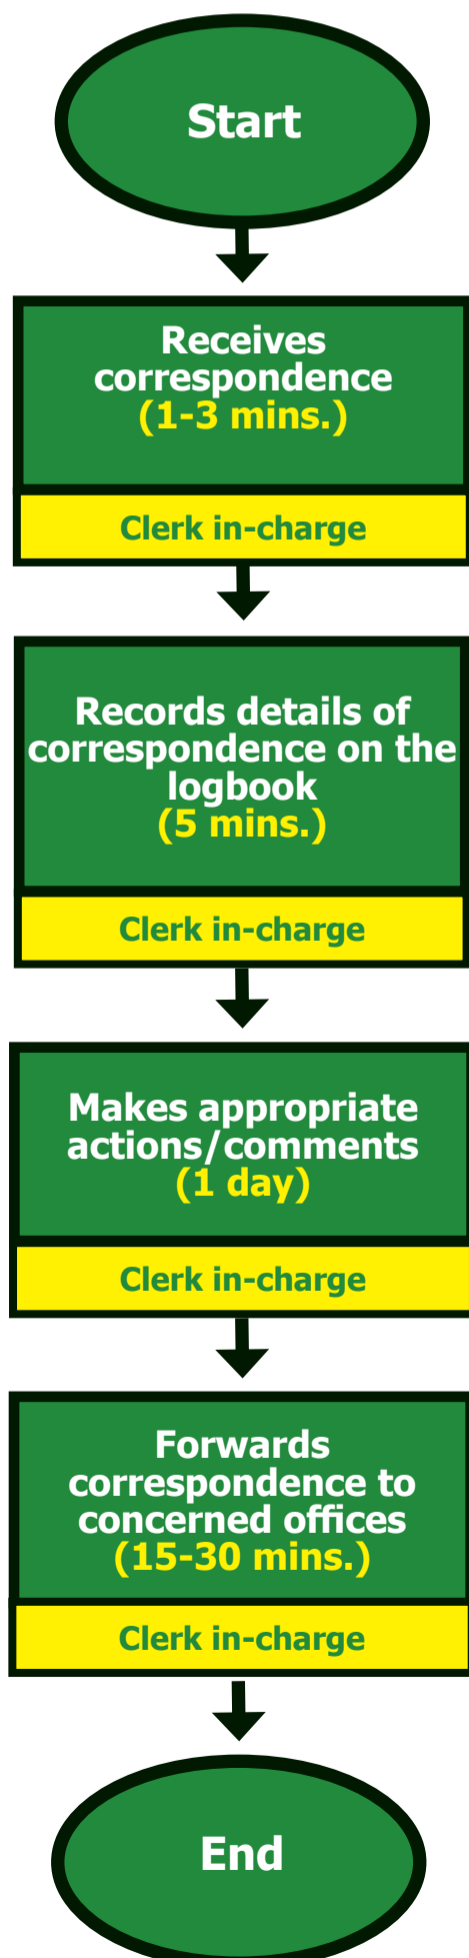 Start
Receives
correspondence
(1-3 mins.)
Clerk in-charge
Records details of
correspondence on the
logbook
(5 mins.)
Clerk in-charge
Makes appropriate
actions/comments
(1 day)
Clerk in-charge
Forwards
correspondence to
concerned offices
(15-30 mins.)
Clerk in-charge
End